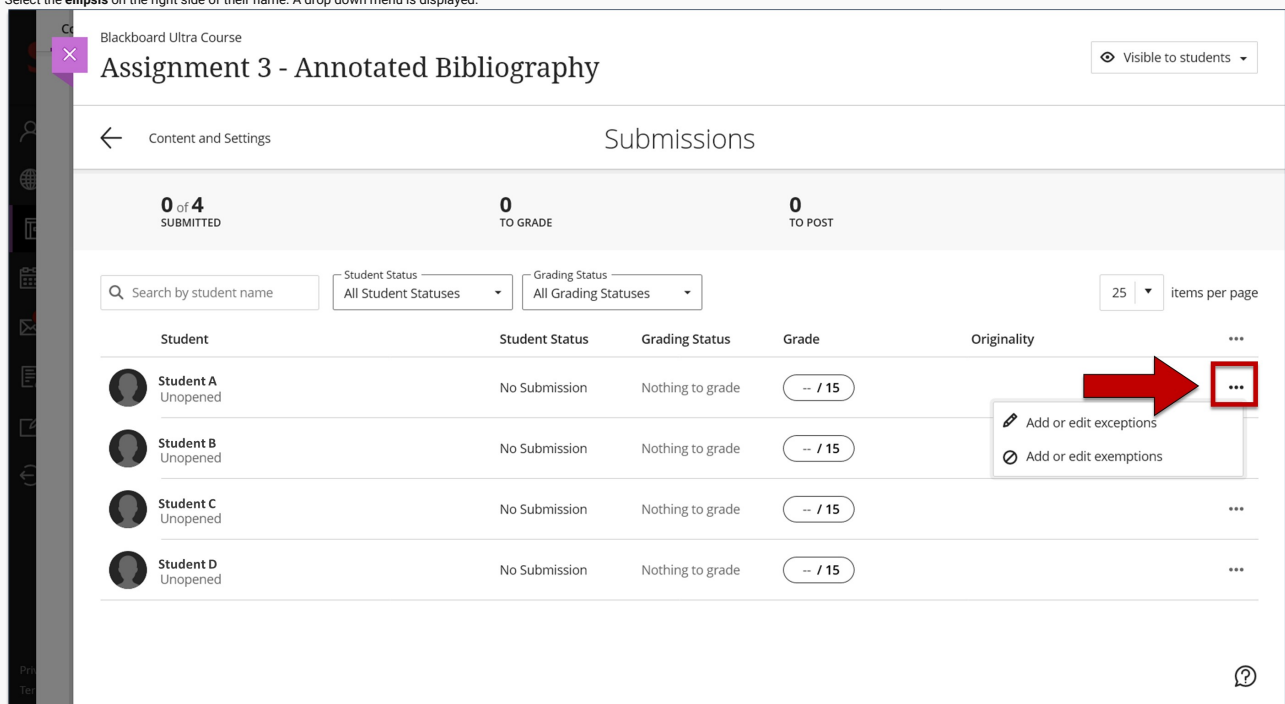 Select the ellipsis on the right side of their name. A drop down menu is displayed.
Blackboard Ultra Course
Assignment 3 - Annotated Bibliography
Visible to students
Content and Settings
Submissions
0 of 4
SUBMITTED
0
TO GRADE
0
TO POST
Search by student name
Student Status
All Student Statuses
Grading Status
All Grading Statuses
25
items per page
Student Student Status Grading Status Grade Originality •••
Student A
Unopened
No Submission Nothing to grade -- / 15 •••
Add or edit exceptions
Add or edit exemptions
Student B
Unopened
No Submission Nothing to grade -- / 15
Student C
Unopened
No Submission Nothing to grade -- / 15 •••
Student D
Unopened
No Submission Nothing to grade -- / 15 •••